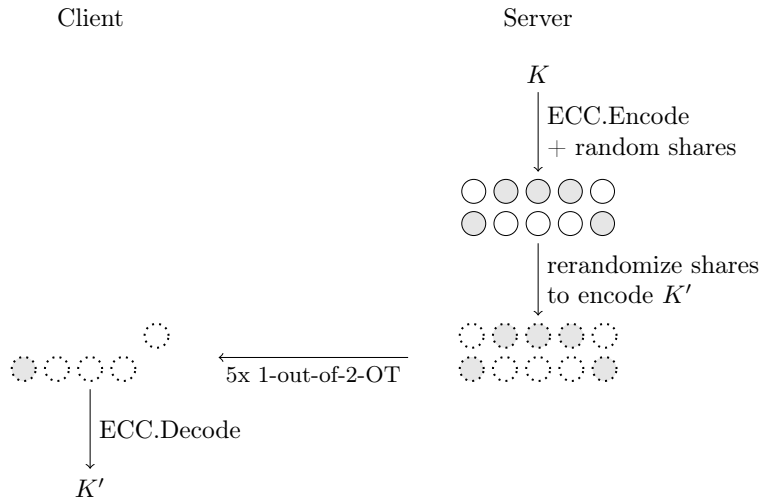 Client
Server
K
ECC.Encode
+ random shares
rerandomize shares
to encode K′
5x 1-out-of-2-OT
ECC.Decode
K′